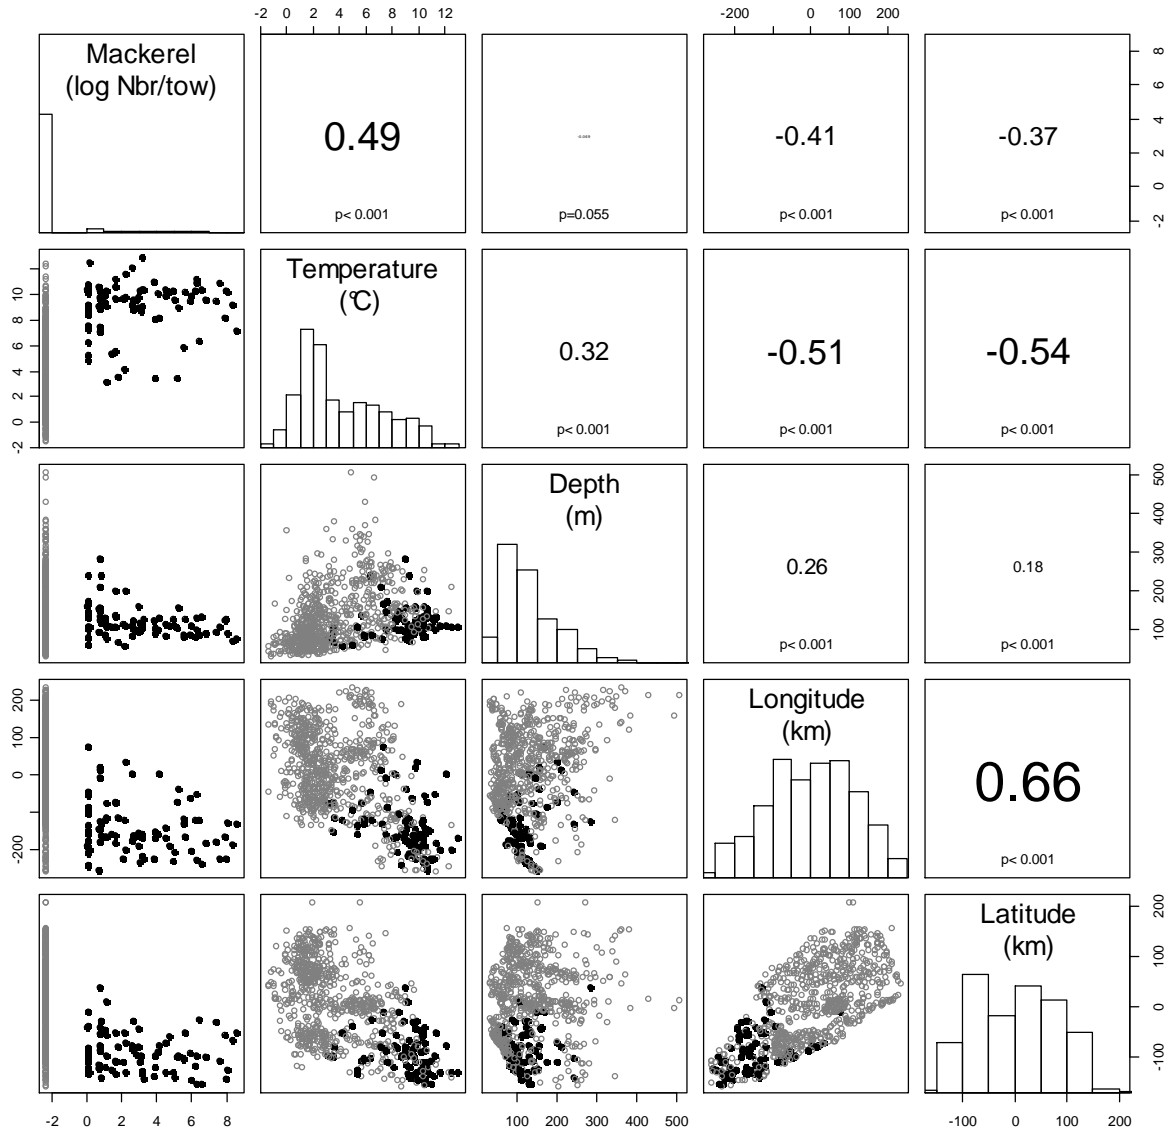 -2 0 2 4 6 8 10 12
-200 0 100 200
Mackerel
(log Nbr/tow)
0.49
p< 0.001
p=0.055
-0.41
p< 0.001
-0.37
p< 0.001
-2 0 2 4 6 8
-2 0 2 4 6 8 10
Temperature
(°C)
0.32
p< 0.001
-0.51
p< 0.001
-0.54
p< 0.001
Depth
(m)
0.26
p< 0.001
0.18
p< 0.001
100 200 300 400 500
-200 0 100 200
Longitude
(km)
0.66
p< 0.001
Latitude
(km)
-100 0 100 200
-2 0 2 4 6 8
100 200 300 400 500
-100 0 100 200